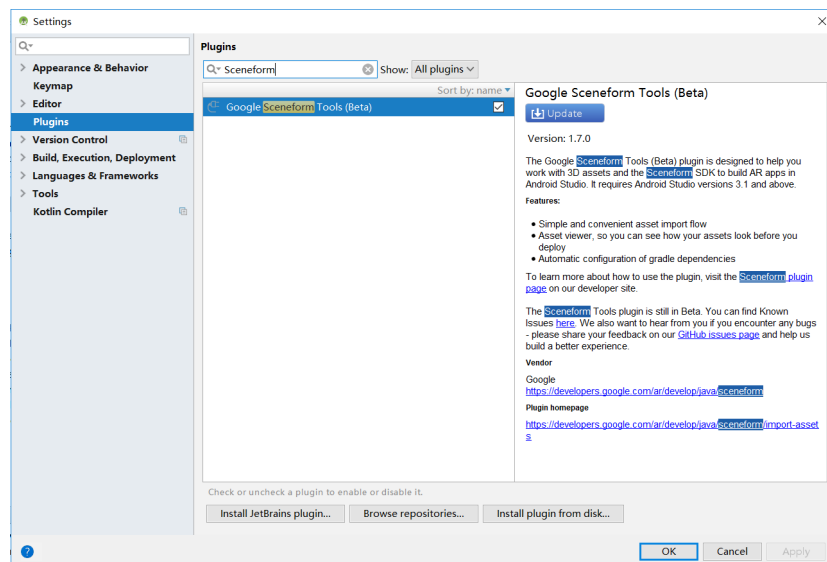 Settings
Appearance & Behavior
Keymap
Editor
Plugins
Version Control
Build, Execution, Deployment
Languages & Frameworks
Tools
Kotlin Compiler
Plugins
Sceneform
Show: All plugins
Sort by: name
Google Sceneform Tools (Beta)
Google Sceneform Tools (Beta)
Update
Version: 1.7.0
The Google Sceneform Tools (Beta) plugin is designed to help you
work with 3D assets and the Sceneform SDK to build AR apps in
Android Studio. It requires Android Studio versions 3.1 and above.
Features:
• Simple and convenient asset import flow
• Asset viewer, so you can see how your assets look before you
deploy
• Automatic configuration of gradle dependencies
To learn more about how to use the plugin, visit the Sceneform plugin
page on our developer site.
The Sceneform Tools plugin is still in Beta. You can find Known
Issues here. We also want to hear from you if you encounter any bugs
- please share your feedback on our GitHub issues page and help us
build a better experience.
Vendor
Google
https://developers.google.com/ar/develop/java/sceneform
Plugin homepage
https://developers.google.com/ar/develop/java/sceneform/import-asset
s
Check or uncheck a plugin to enable or disable it.
Install JetBrains plugin... Browse repositories... Install plugin from disk...
? OK Cancel Apply